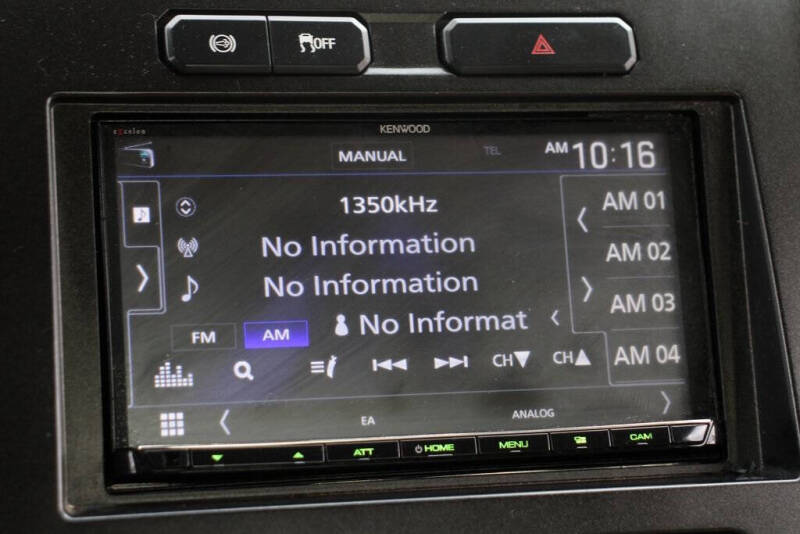 OFF
eXcelon
KENWOOD
MANUAL
TEL
AM 10:16
1350kHz
AM 01
No Information
AM 02
No Information
AM 03
No Informat
FM
AM
AM 04
CH▼
CH▲
EA
ANALOG
ATT
HOME
MENU
CAM